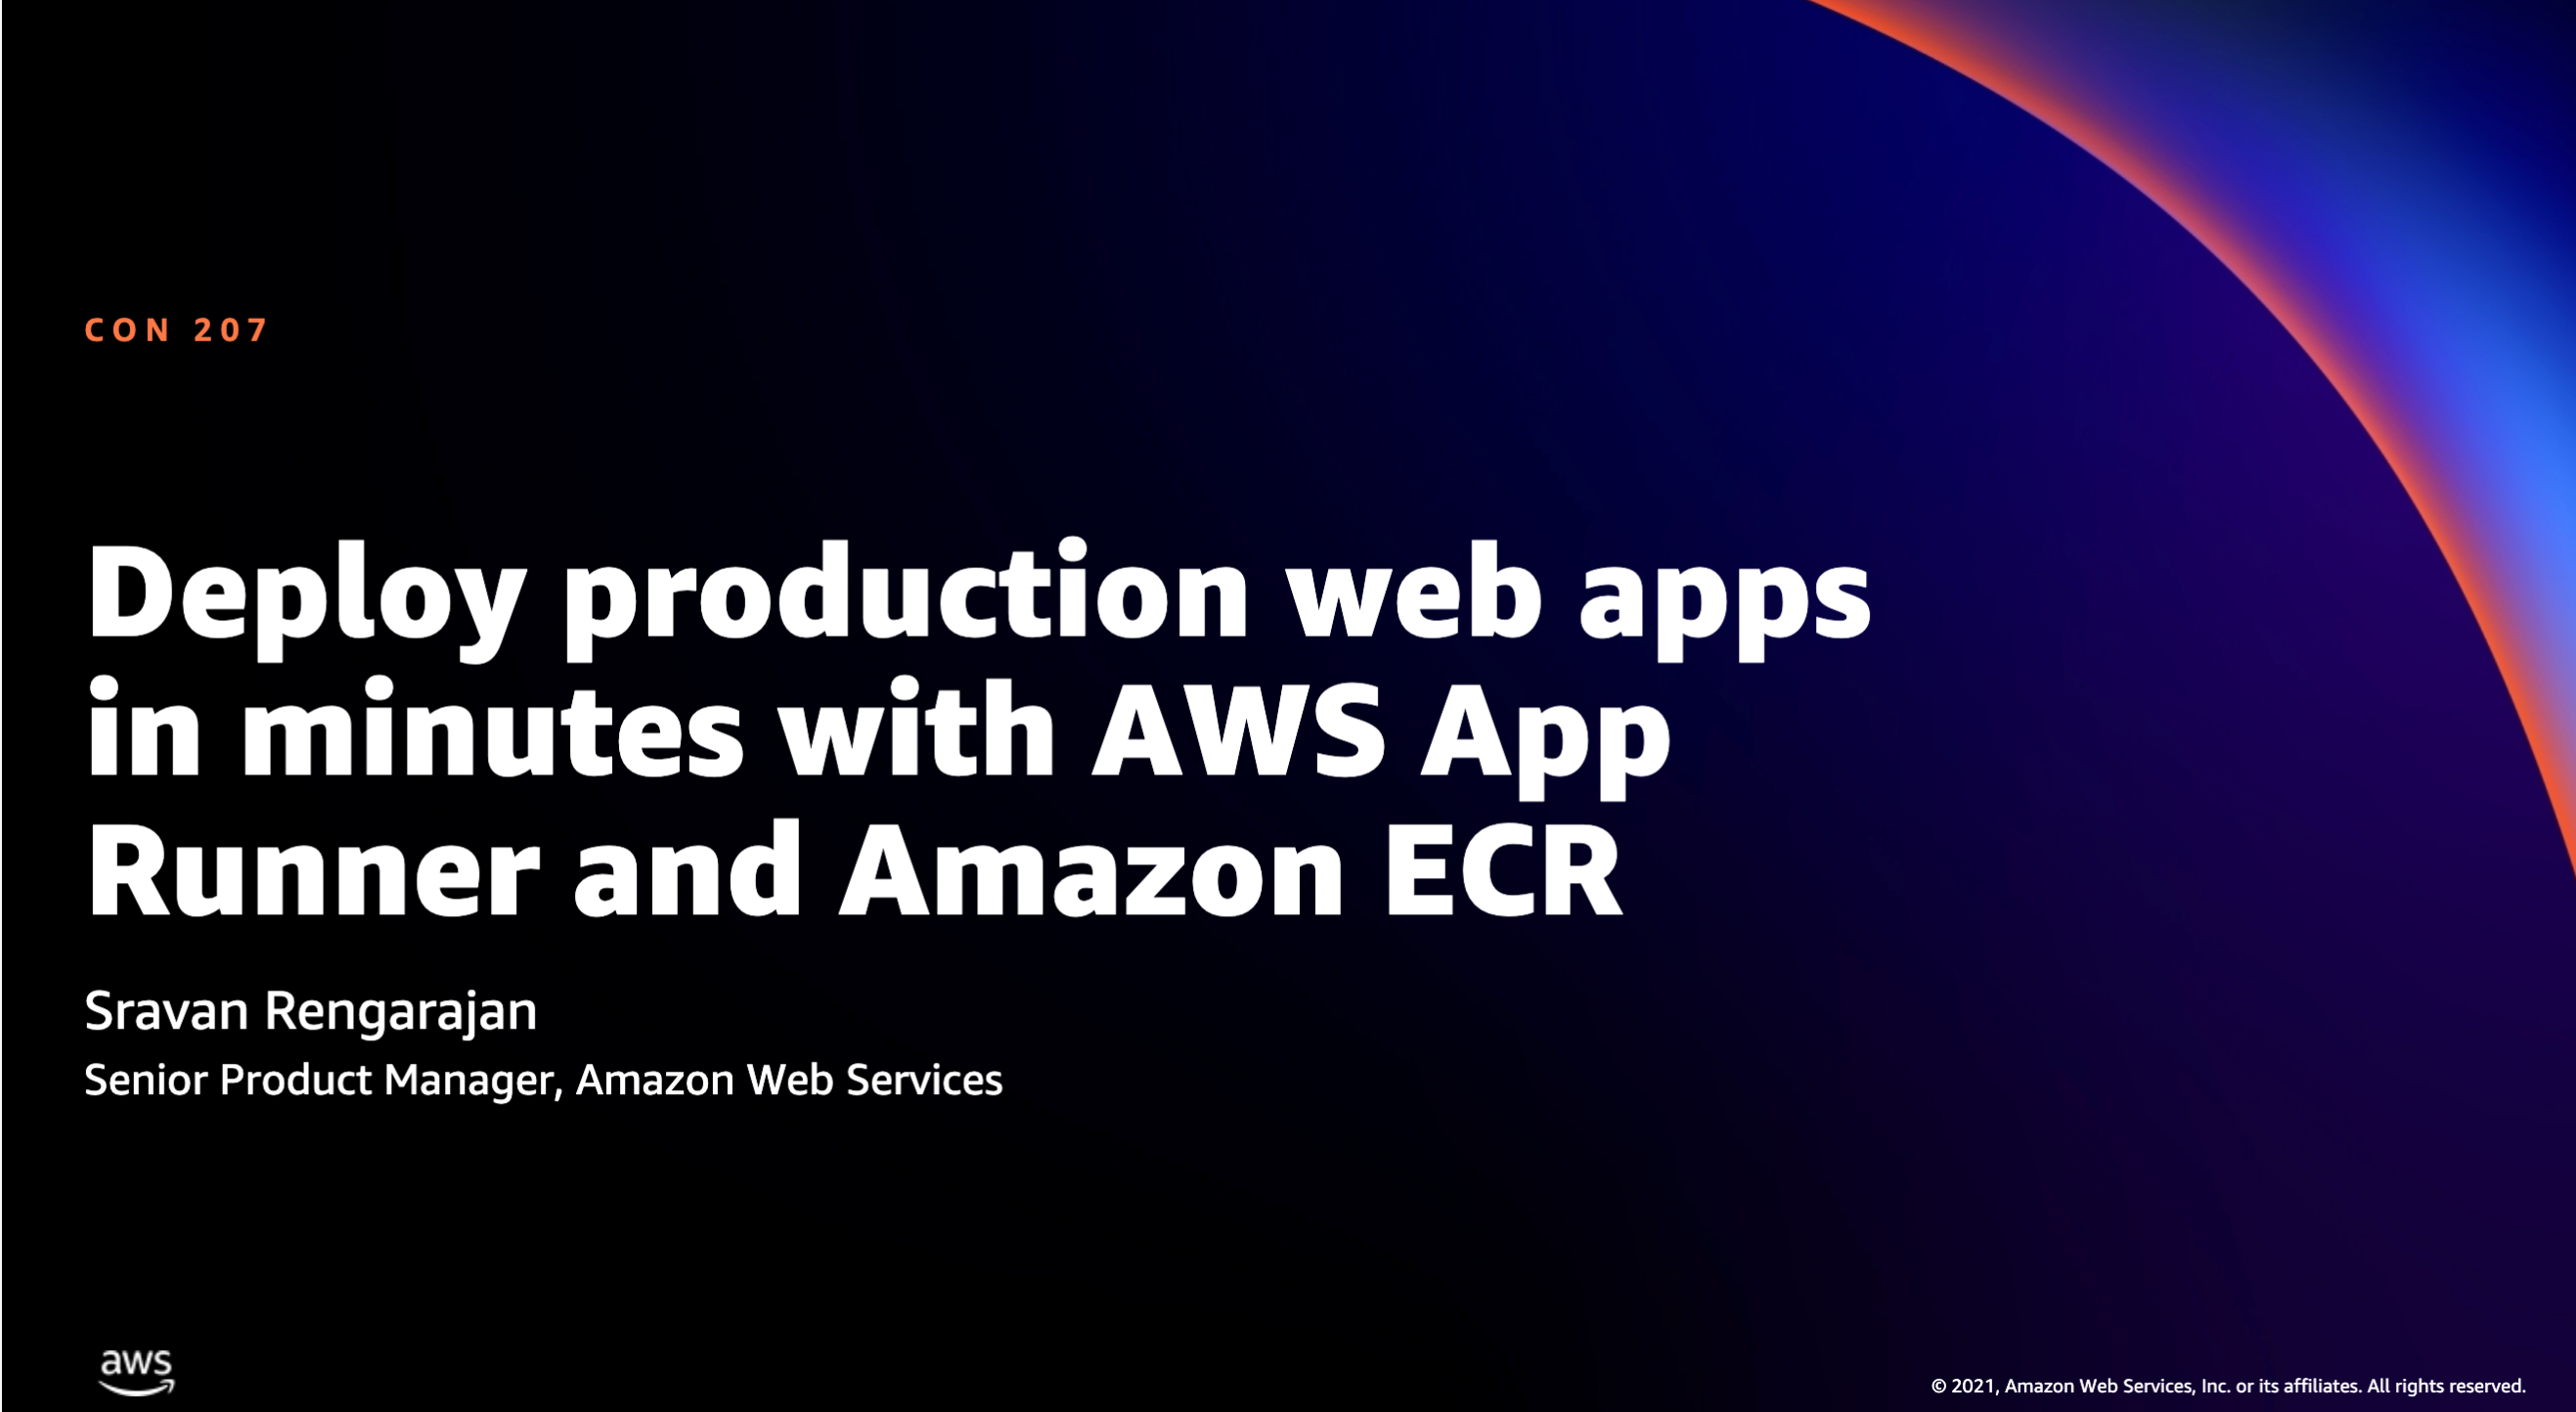 CON 207
Deploy production web apps
in minutes with AWS App
Runner and Amazon ECR
Sravan Rengarajan
Senior Product Manager, Amazon Web Services
aws
© 2021, Amazon Web Services, Inc. or its affiliates. All rights reserved.